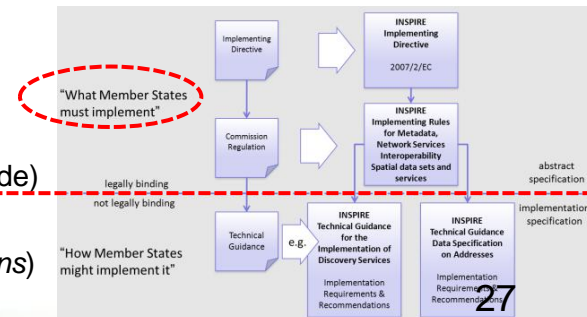 Implementing
Directive
INSPIRE
Implementing
Directive
2007/2/EC
"What Member States
must implement"
Commission
Regulation
INSPIRE
Implementing Rules
for Metadata,
Network Services
Interoperability
Spatial data sets and
services
de)
legally binding
not legally binding
abstract
specification
implementation
specification
Technical
Guidance
e.g.
INSPIRE
Technical Guidance
for the
Implementation of
Discovery Services
Implementation
Requirements &
Recommendations
INSPIRE
Technical Guidance
Data Specification
on Addresses
Implementation
Requirements &
Recommendations
"How Member States
might implement it"
ns)
27